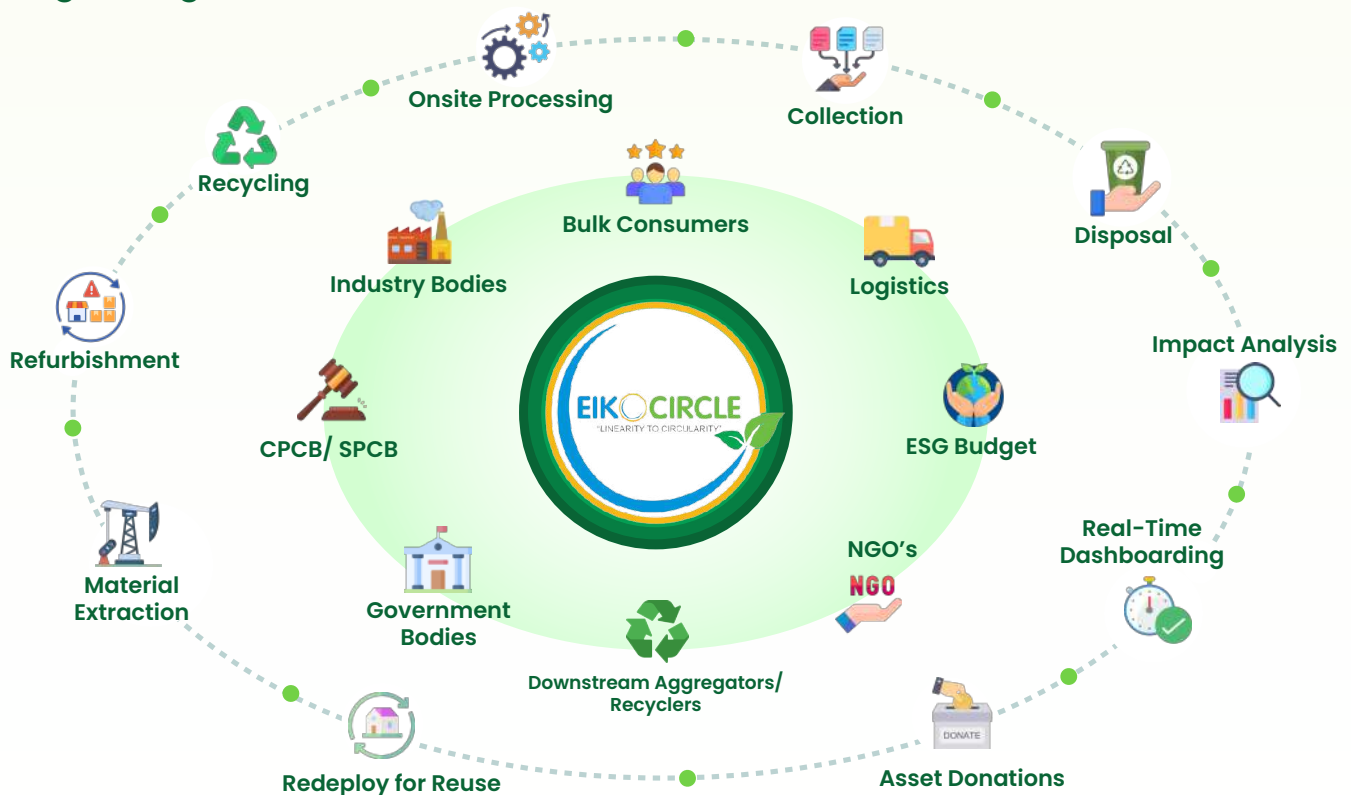 Onsite Processing
Collection
Recycling
Bulk Consumers
Disposal
Industry Bodies
Logistics
Refurbishment
Impact Analysis
EIKOCIRCLE
"LINEARITY TO CIRCULARITY"
CPCB/ SPCB
ESG Budget
Real-Time
Dashboarding
NGO's
NGO
Material
Extraction
Government
Bodies
Downstream Aggregators/
Recyclers
DONATE
Redeploy for Reuse
Asset Donations